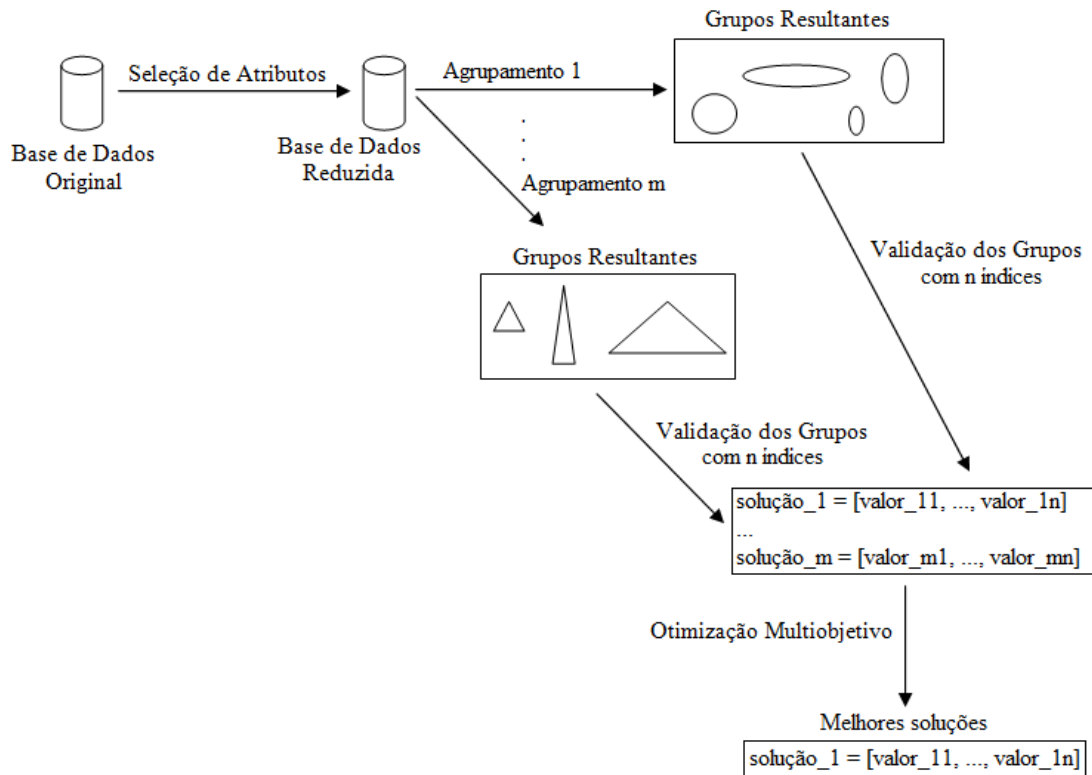 Grupos Resultantes
Seleção de Atributos
Agrupamento 1
Base de Dados
Original
Base de Dados
Reduzida
.
.
.
Agrupamento m
Grupos Resultantes
Validação dos Grupos
com n índices
Validação dos Grupos
com n índices
solução_1 = [valor_11, ..., valor_1n]
...
solução_m = [valor_m1, ..., valor_mn]
Otimização Multiobjetivo
Melhores soluções
solução_1 = [valor_11, ..., valor_1n]